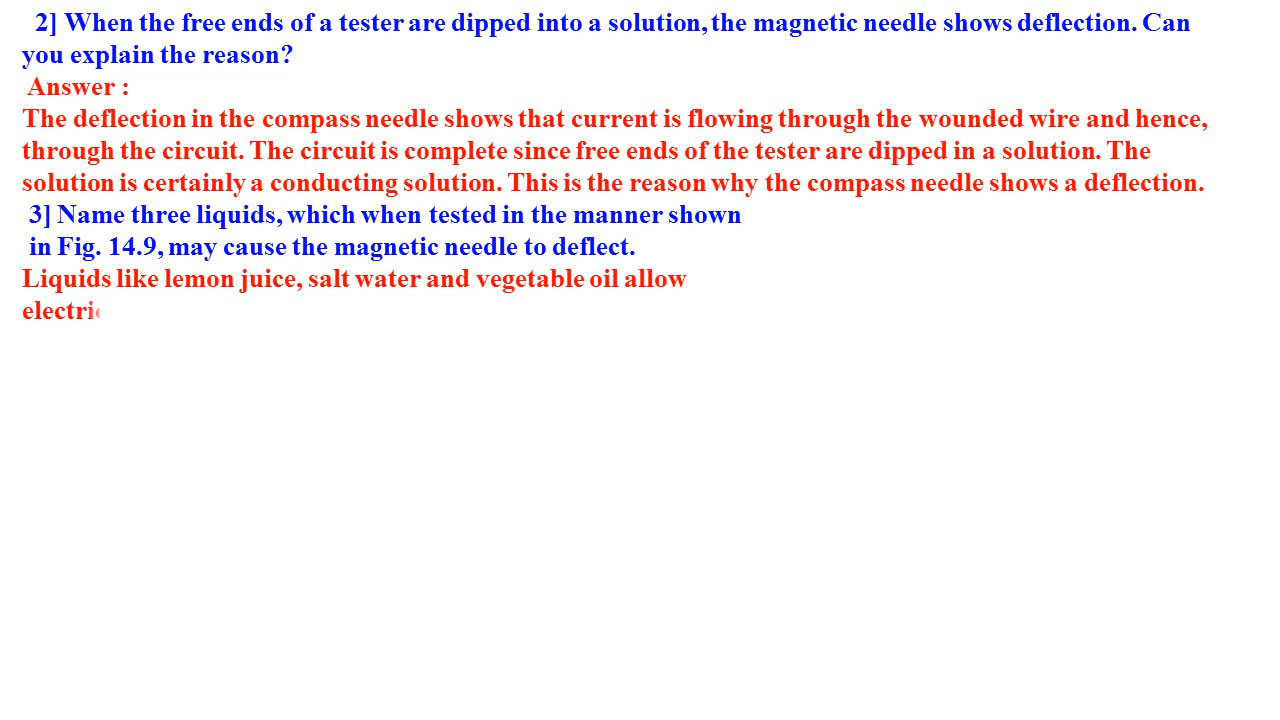 2] When the free ends of a tester are dipped into a solution, the magnetic needle shows deflection. Can
you explain the reason?
Answer :
The deflection in the compass needle shows that current is flowing through the wounded wire and hence,
through the circuit. The circuit is complete since free ends of the tester are dipped in a solution. The
solution is certainly a conducting solution. This is the reason why the compass needle shows a deflection.
3] Name three liquids, which when tested in the manner shown
in Fig. 14.9, may cause the magnetic needle to deflect.
Liquids like lemon juice, salt water and vegetable oil allow
electric